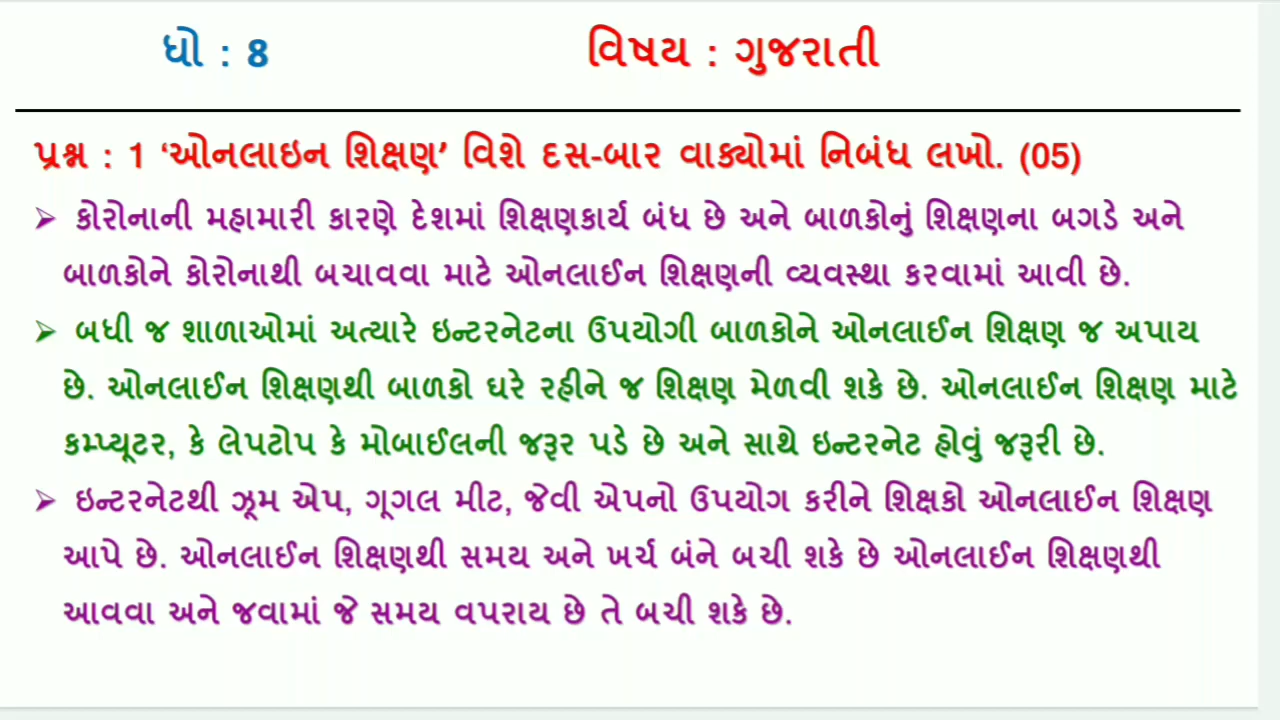 ધો : 8 વિષય : ગુજરાતી
પ્રશ્ન : 1 ‘ઓનલાઇન શિક્ષણ’ વિશે દસ-બાર વાક્યોમાં નિબંધ લખો. (05)
➢ કોરોનાની મહામારી કારણે દેશમાં શિક્ષણકાર્ય બંધ છે અને બાળકોનું શિક્ષણના બગડે અને
બાળકોને કોરોનાથી બચાવવા માટે ઓનલાઈન શિક્ષણની વ્યવસ્થા કરવામાં આવી છે.
➢ બધી જ શાળાઓમાં અત્યારે ઇન્ટરનેટના ઉપયોગી બાળકોને ઓનલાઈન શિક્ષણ જ અપાય
છે. ઓનલાઈન શિક્ષણથી બાળકો ઘરે રહીને જ શિક્ષણ મેળવી શકે છે. ઓનલાઈન શિક્ષણ માટે
કમ્પ્યૂટર, કે લેપટોપ કે મોબાઈલની જરૂર પડે છે અને સાથે ઇન્ટરનેટ હોવું જરૂરી છે.
➢ ઇન્ટરનેટથી ઝૂમ એપ, ગૂગલ મીટ, જેવી એપનો ઉપયોગ કરીને શિક્ષકો ઓનલાઈન શિક્ષણ
આપે છે. ઓનલાઈન શિક્ષણથી સમય અને ખર્ચ બંને બચી શકે છે ઓનલાઈન શિક્ષણથી
આવવા અને જવામાં જે સમય વપરાય છે તે બચી શકે છે.